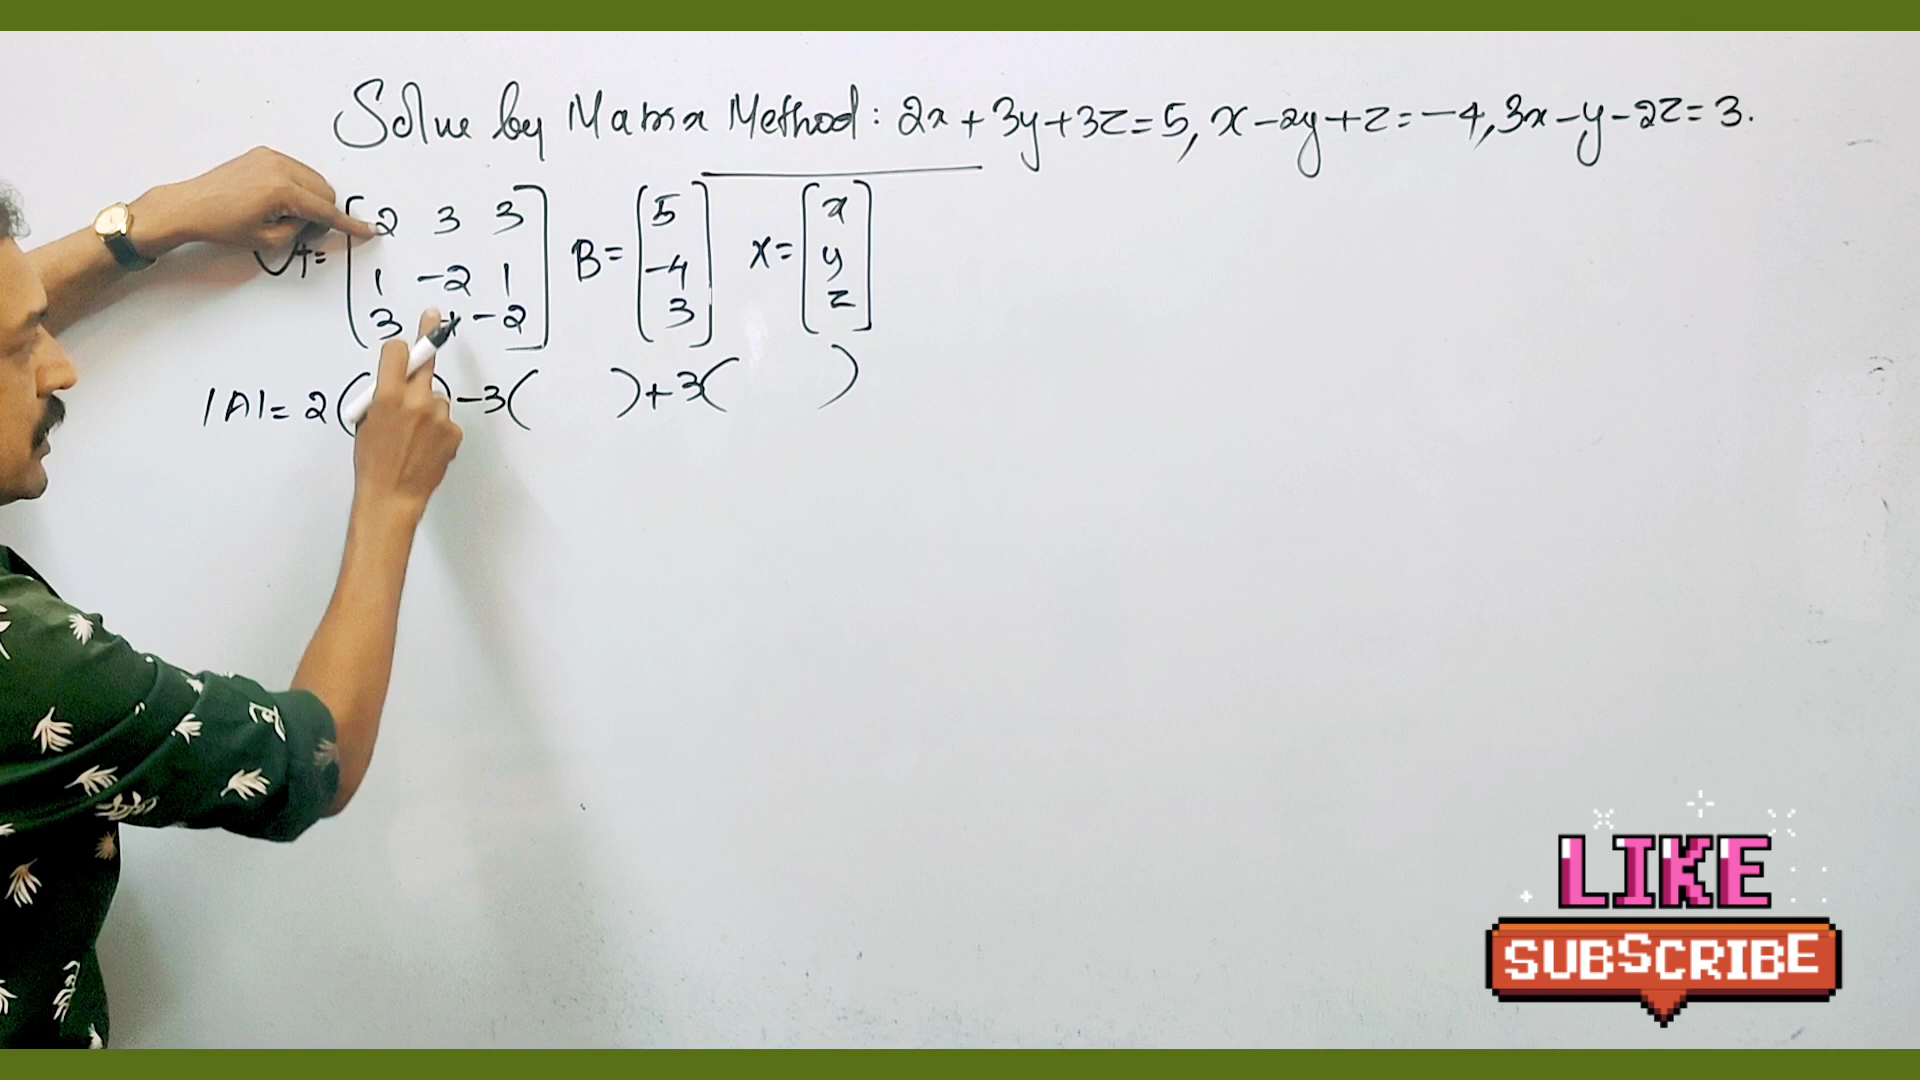 Solve by Matrix Method: 2x+3y+3z=5, x-2y+z=-4, 3x-y-2z=3.
A= [2 3 3] B= [5] X= [x]
[1 -2 1] [-4] [y]
[3 -1 -2] [3] [z]
|A|= 2( )-3( )+3( )
LIKE
SUBSCRIBE